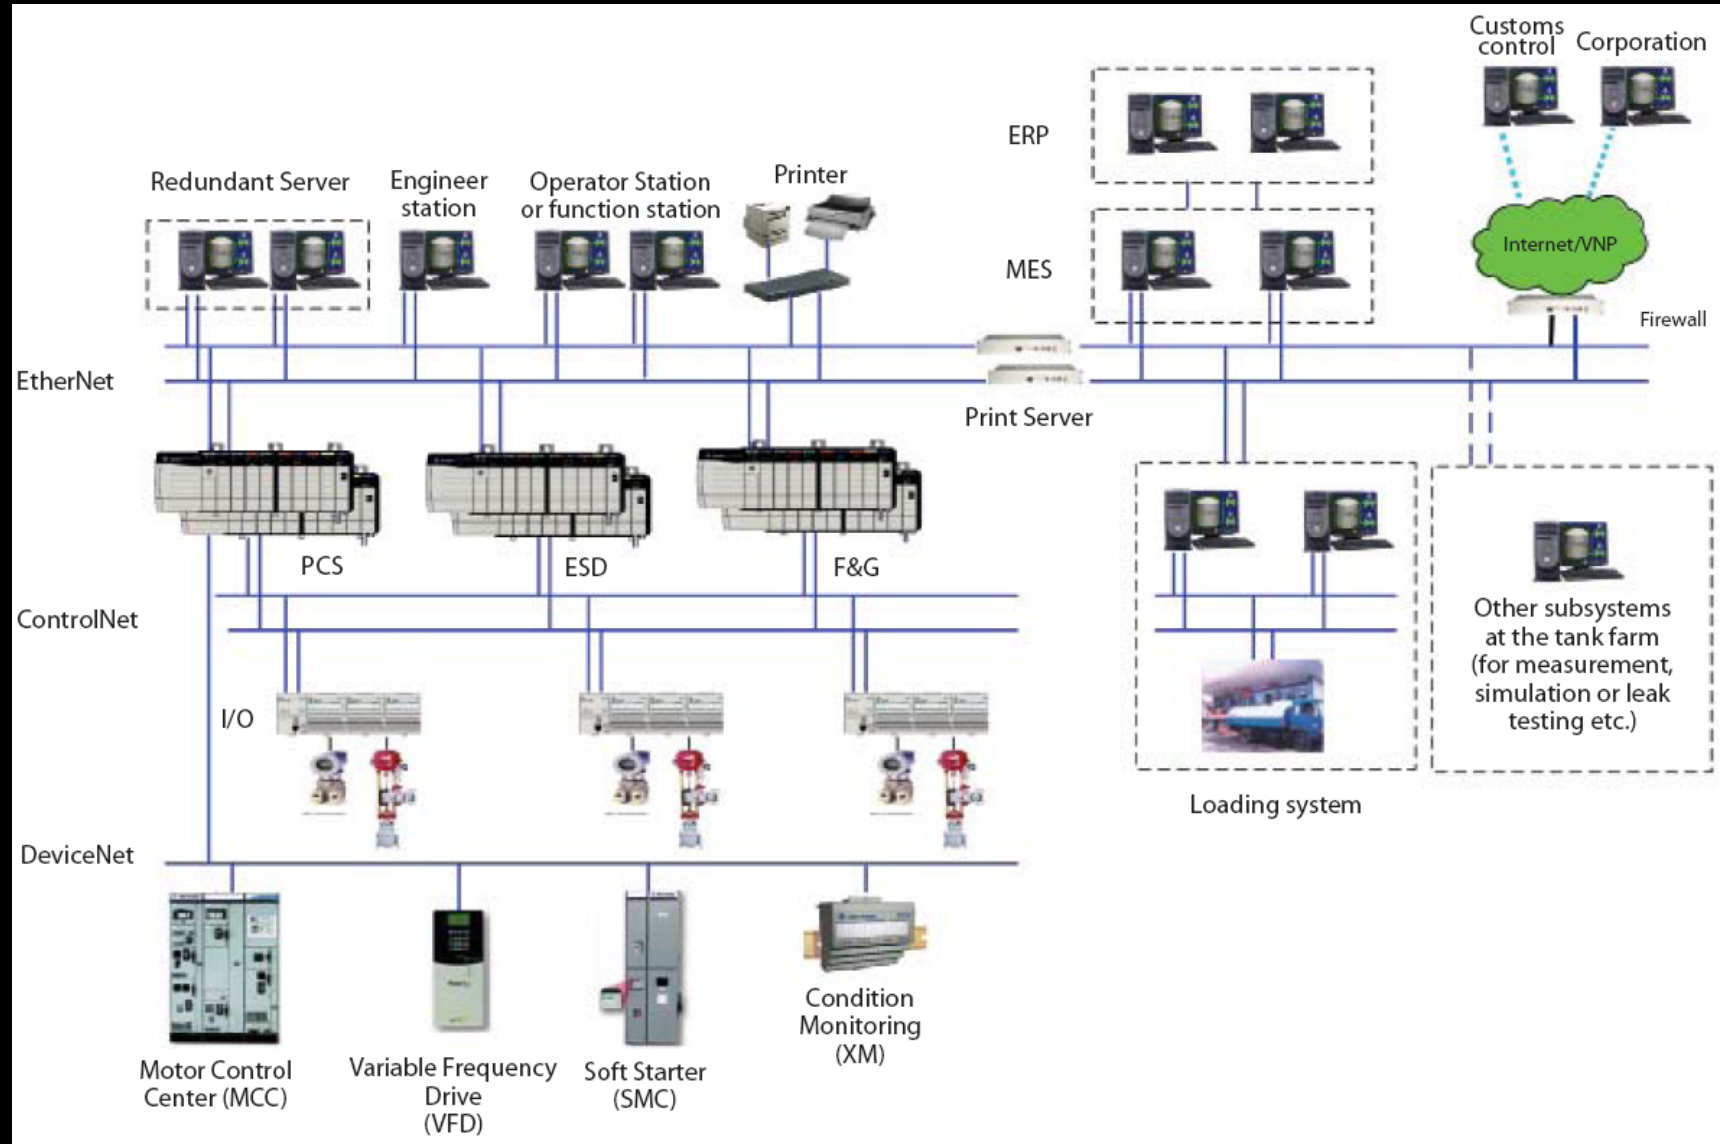 Customs
control
Corporation
ERP
Redundant Server
Engineer
station
Operator Station
or function station
Printer
MES
Internet/VNP
Firewall
EtherNet
Print Server
PCS
ESD
F&G
ControlNet
I/O
Other subsystems
at the tank farm
(for measurement,
simulation or leak
testing etc.)
Loading system
DeviceNet
Motor Control
Center (MCC)
Variable Frequency
Drive
(VFD)
Soft Starter
(SMC)
Condition
Monitoring
(XM)